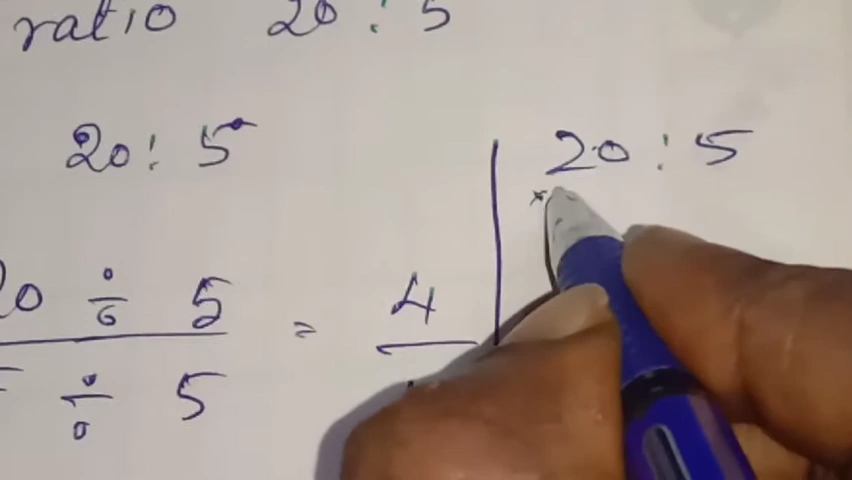 ratio 20 : 5
20 : 5
20 : 5
20 ÷ 5 = 4
÷ 5